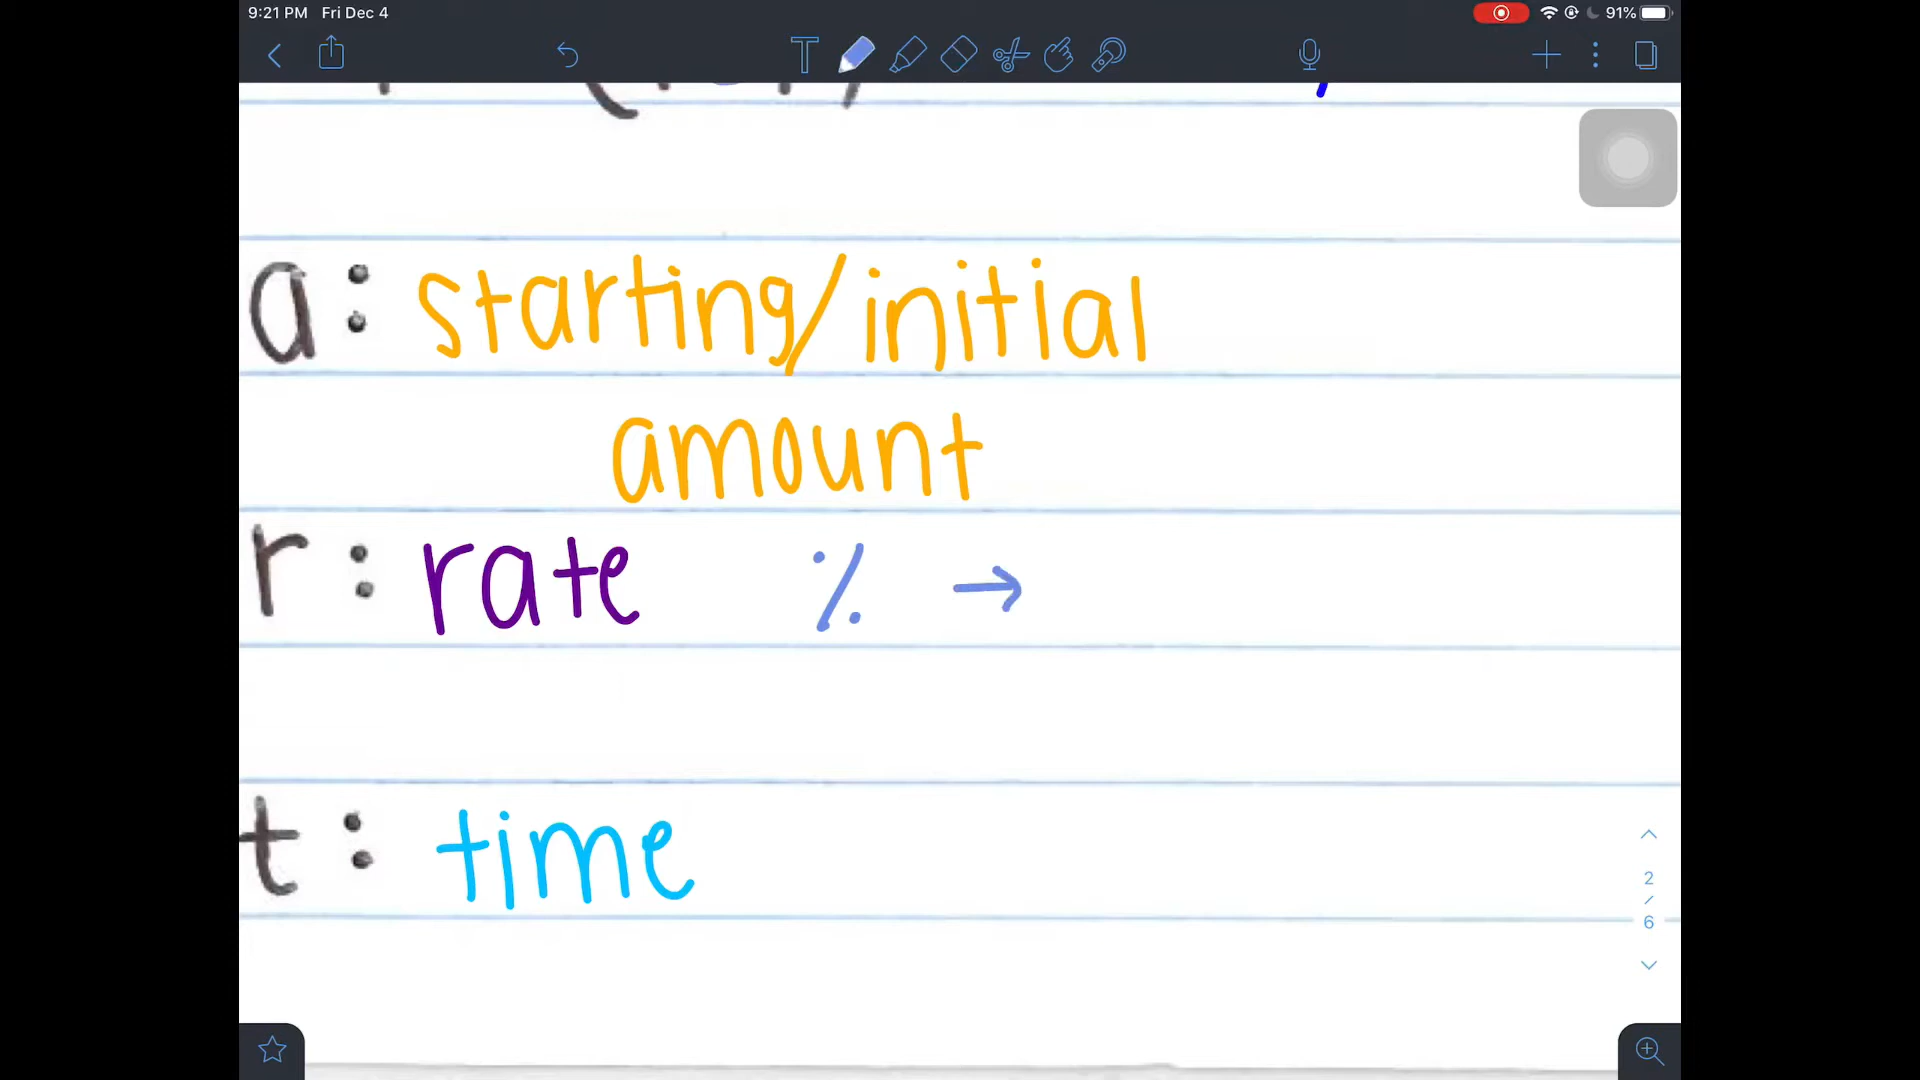 9:21 PM Fri Dec 4
91%
T
a: starting/initial
amount
r: rate % →
t: time
2
/
6